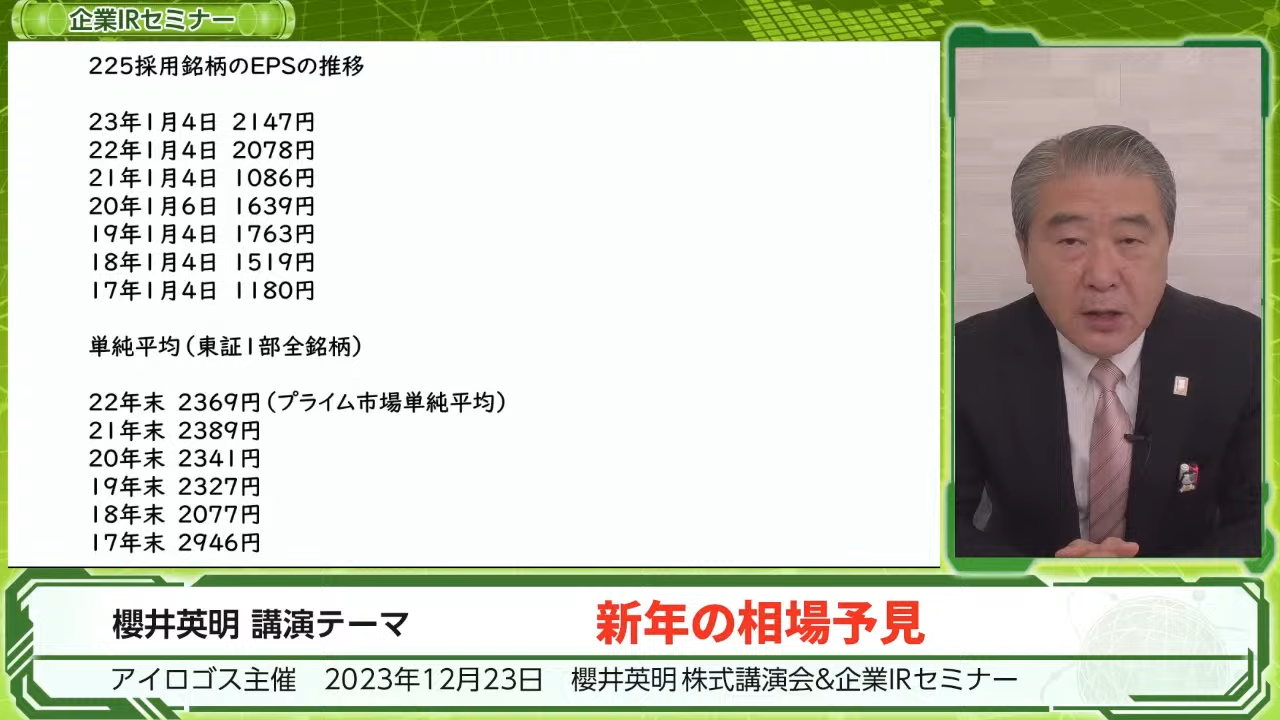 企業IRセミナー
225採用銘柄のEPSの推移
23年1月4日 2147円
22年1月4日 2078円
21年1月4日 1086円
20年1月6日 1639円
19年1月4日 1763円
18年1月4日 1519円
17年1月4日 1180円
単純平均(東証1部全銘柄)
22年末 2369円(プライム市場単純平均)
21年末 2389円
20年末 2341円
19年末 2327円
18年末 2077円
17年末 2946円
櫻井英明 講演テーマ 新年の相場予見
アイロゴス主催 2023年12月23日 櫻井英明 株式講演会&企業IRセミナー